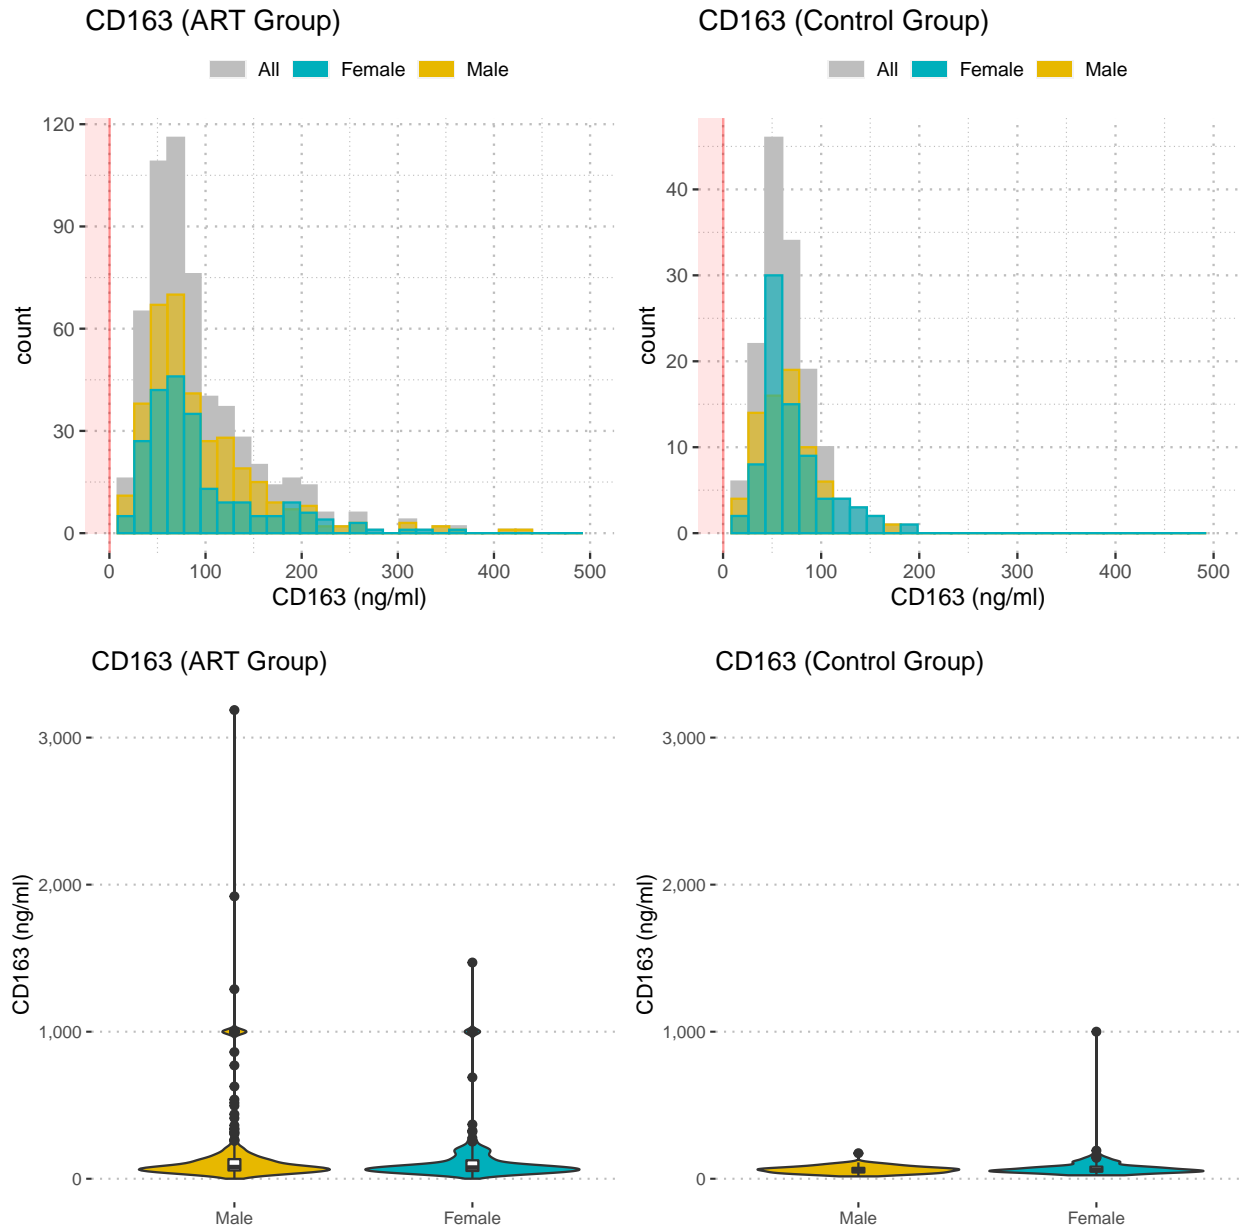 CD163 (ART Group)
All Female Male
120
90
60
30
0
count
0 100 200 300 400 500
CD163 (ng/ml)
CD163 (Control Group)
All Female Male
40
30
20
10
0
count
0 100 200 300 400 500
CD163 (ng/ml)
CD163 (ART Group)
3,000
2,000
1,000
0
CD163 (ng/ml)
Male Female
CD163 (Control Group)
3,000
2,000
1,000
0
CD163 (ng/ml)
Male Female